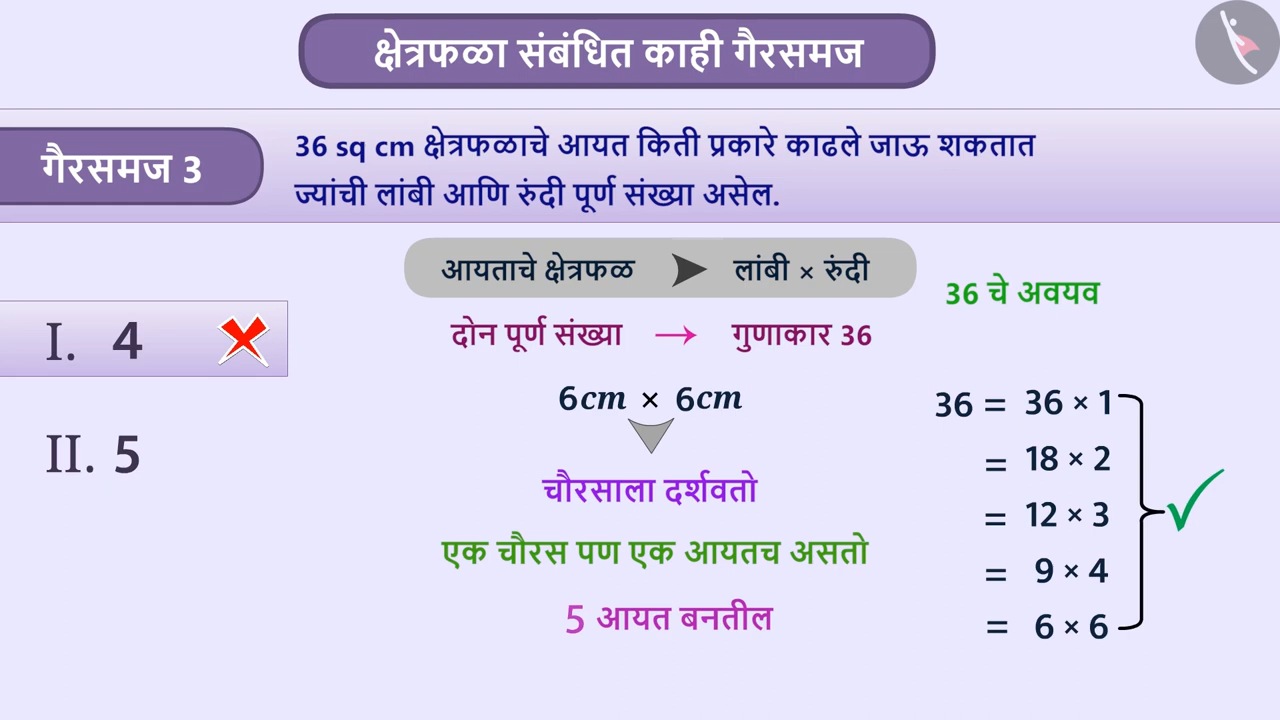 क्षेत्रफळा संबंधित काही गैरसमज
गैरसमज 3
36 sq cm क्षेत्रफळाचे आयत किती प्रकारे काढले जाऊ शकतात
ज्यांची लांबी आणि रुंदी पूर्ण संख्या असेल.
आयताचे क्षेत्रफळ ➤ लांबी × रुंदी
दोन पूर्ण संख्या → गुणाकार 36
I. 4
II. 5
6cm × 6cm
चौरसाला दर्शवतो
एक चौरस पण एक आयतच असतो
5 आयत बनतील
36 चे अवयव
36 = 36 × 1
= 18 × 2
= 12 × 3
= 9 × 4
= 6 × 6